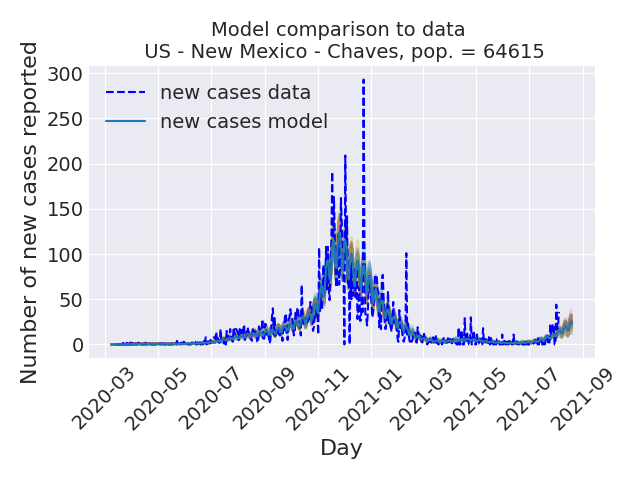 Model comparison to data
US - New Mexico - Chaves, pop. = 64615
Number of new cases reported
300
250
200
150
100
50
0
new cases data
new cases model
2020-03
2020-05
2020-07
2020-09
2020-11
2021-01
2021-03
2021-05
2021-07
2021-09
Day